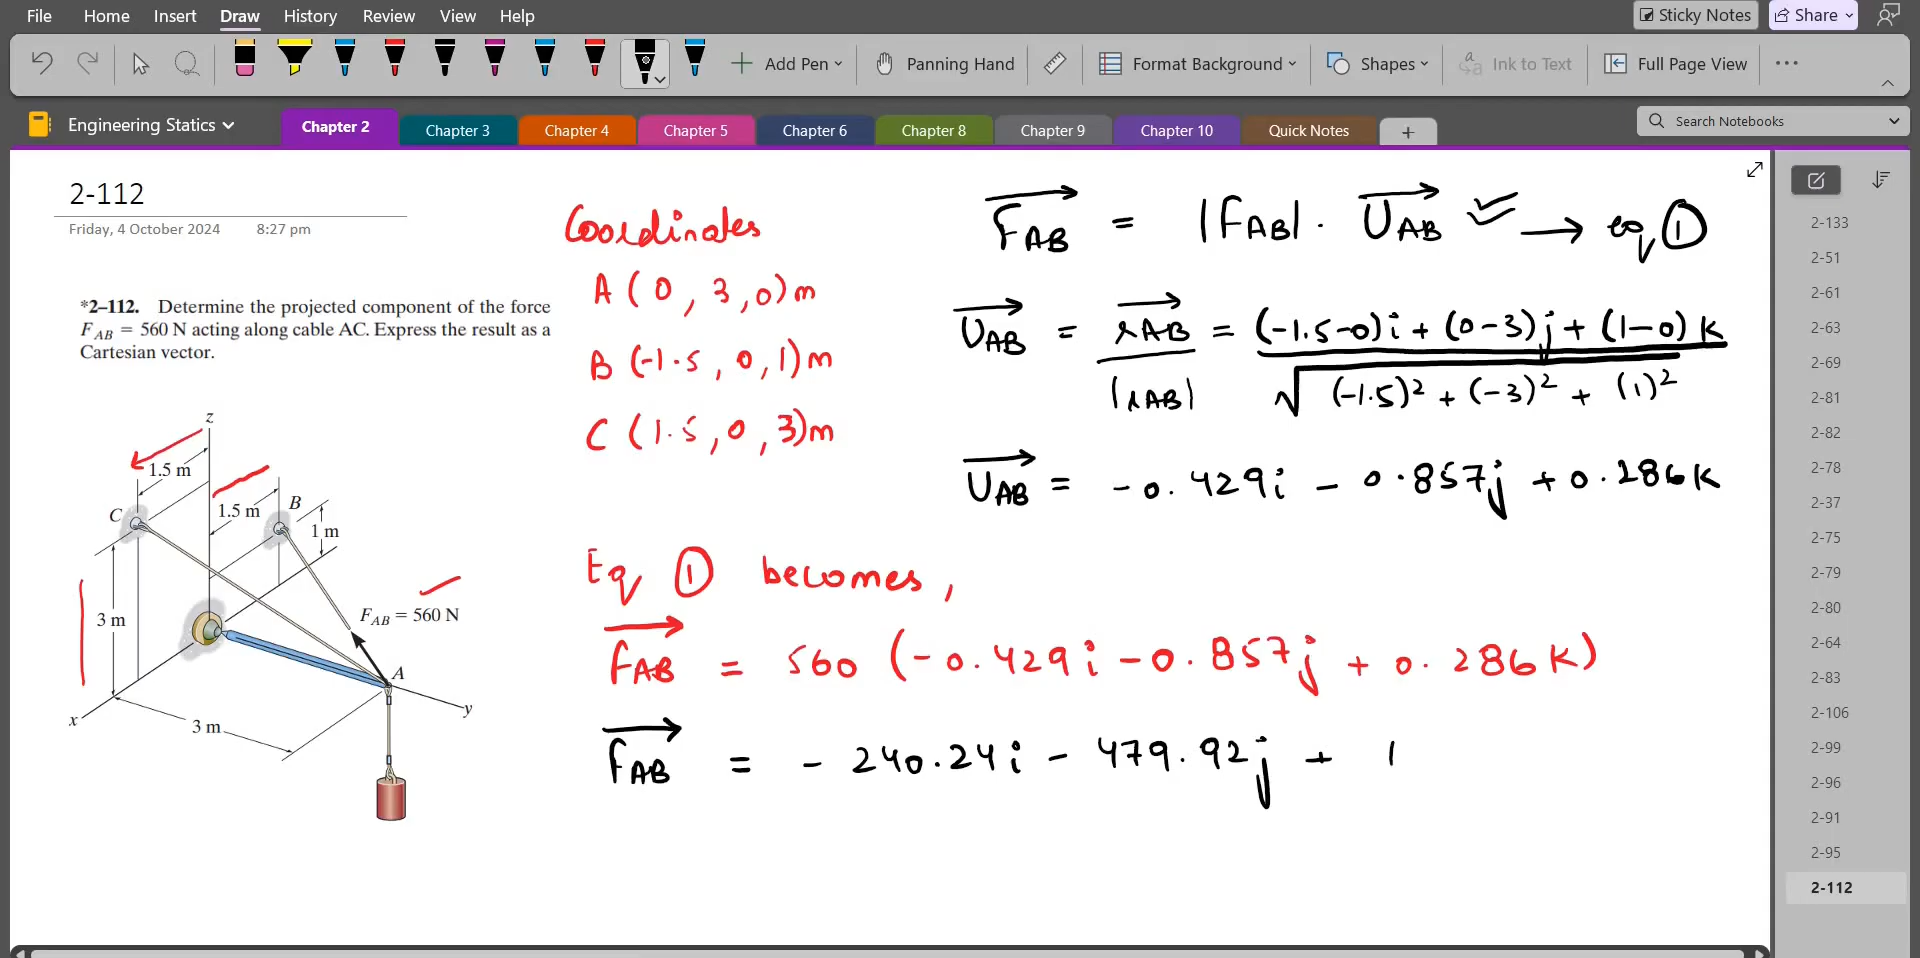 File Home Insert Draw History Review View Help
Sticky Notes Share
Add Pen Panning Hand Format Background Shapes Ink to Text Full Page View
Engineering Statics Chapter 2 Chapter 3 Chapter 4 Chapter 5 Chapter 6 Chapter 8 Chapter 9 Chapter 10 Quick Notes + Search Notebooks
2-112
Friday, 4 October 2024 8:27 pm
*2–112. Determine the projected component of the force
F_AB = 560 N acting along cable AC. Express the result as a
Cartesian vector.
z
1.5 m
1.5 m
B
C
1 m
3 m
F_AB = 560 N
A
x
y
3 m
Coordinates
A (0, 3, 0) m
B (-1.5, 0, 1) m
C (1.5, 0, 3) m
F_AB = |F_AB| . U_AB → eq ①
U_AB = r_AB / |r_AB| = (-1.5-0)i + (0-3)j + (1-0)k / √((-1.5)² + (-3)² + (1)²)
U_AB = -0.429i - 0.857j + 0.286k
Eq ① becomes,
F_AB = 560 (-0.429i - 0.857j + 0.286k)
F_AB = - 240.24i - 479.92j + 1
2-133
2-51
2-61
2-63
2-69
2-81
2-82
2-78
2-37
2-75
2-79
2-80
2-64
2-83
2-106
2-99
2-96
2-91
2-95
2-112